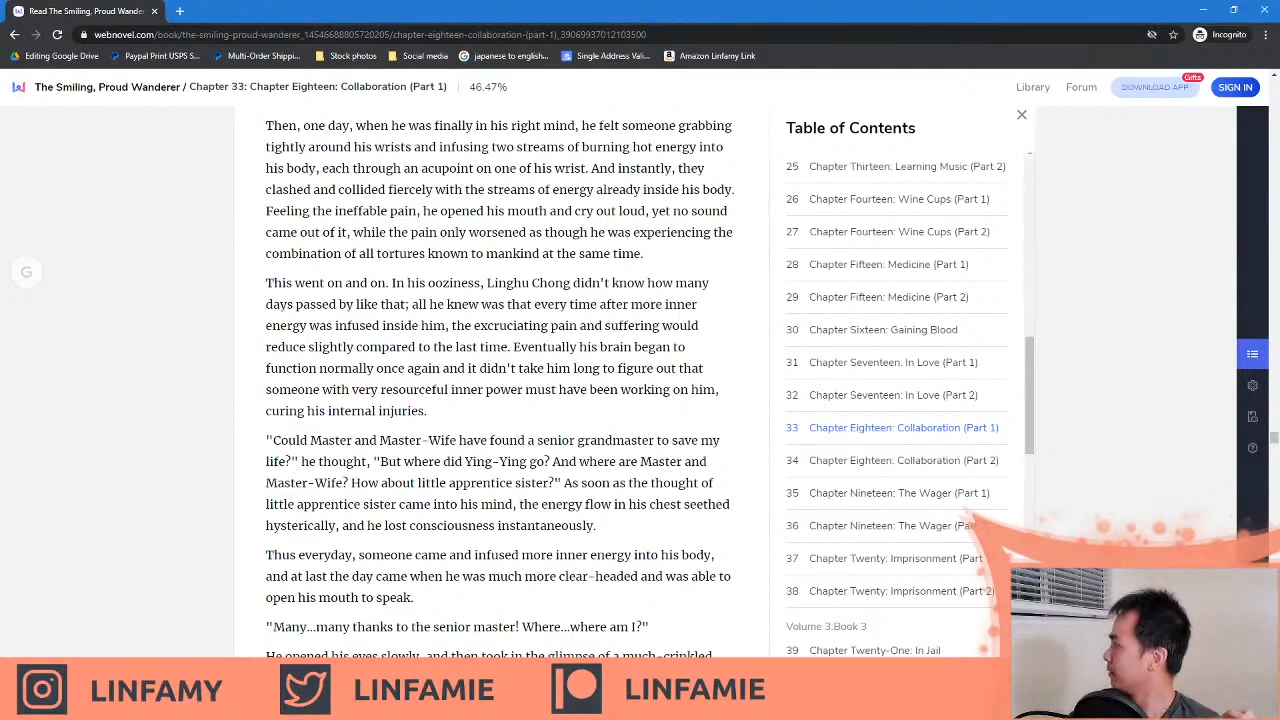 Read The Smiling, Proud Wander
webnovel.com/book/the-smiling-proud-wanderer_14546688805720205/chapter-eighteen-collaboration-(part-1)_39069937012103500
Incognito
Editing Google Drive
Paypal Print USPS S...
Multi-Order Shippi...
Stock photos
Social media
japanese to english...
Single Address Vali...
Amazon Linfamy Link
The Smiling, Proud Wanderer / Chapter 33: Chapter Eighteen: Collaboration (Part 1)
46.47%
Library
Forum
DOWNLOAD APP
Gifts
SIGN IN
Then, one day, when he was finally in his right mind, he felt someone grabbing
tightly around his wrists and infusing two streams of burning hot energy into
his body, each through an acupoint on one of his wrist. And instantly, they
clashed and collided fiercely with the streams of energy already inside his body.
Feeling the ineffable pain, he opened his mouth and cry out loud, yet no sound
came out of it, while the pain only worsened as though he was experiencing the
combination of all tortures known to mankind at the same time.
This went on and on. In his ooziness, Linghu Chong didn't know how many
days passed by like that; all he knew was that every time after more inner
energy was infused inside him, the excruciating pain and suffering would
reduce slightly compared to the last time. Eventually his brain began to
function normally once again and it didn't take him long to figure out that
someone with very resourceful inner power must have been working on him,
curing his internal injuries.
"Could Master and Master-Wife have found a senior grandmaster to save my
life?" he thought, "But where did Ying-Ying go? And where are Master and
Master-Wife? How about little apprentice sister?" As soon as the thought of
little apprentice sister came into his mind, the energy flow in his chest seethed
hysterically, and he lost consciousness instantaneously.
Thus everyday, someone came and infused more inner energy into his body,
and at last the day came when he was much more clear-headed and was able to
open his mouth to speak.
"Many...many thanks to the senior master! Where...where am I?"
He opened his eyes slowly, and then took in the glimpse of a much-crinkled
Table of Contents
25 Chapter Thirteen: Learning Music (Part 2)
26 Chapter Fourteen: Wine Cups (Part 1)
27 Chapter Fourteen: Wine Cups (Part 2)
28 Chapter Fifteen: Medicine (Part 1)
29 Chapter Fifteen: Medicine (Part 2)
30 Chapter Sixteen: Gaining Blood
31 Chapter Seventeen: In Love (Part 1)
32 Chapter Seventeen: In Love (Part 2)
33 Chapter Eighteen: Collaboration (Part 1)
34 Chapter Eighteen: Collaboration (Part 2)
35 Chapter Nineteen: The Wager (Part 1)
36 Chapter Nineteen: The Wager (Pa
37 Chapter Twenty: Imprisonment (Part
38 Chapter Twenty: Imprisonment (Part 2)
Volume 3.Book 3
39 Chapter Twenty-One: In Jail
G
LINFAMY
LINFAMIE
LINFAMIE